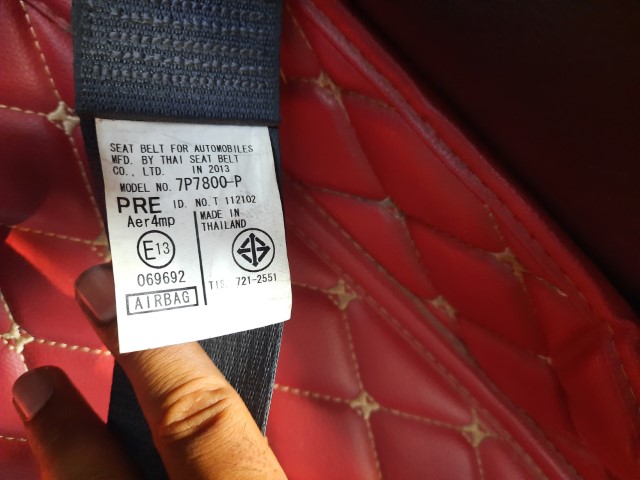 SEAT BELT FOR AUTOMOBILES
MFD. BY THAI SEAT BELT
CO., LTD. IN 2013
MODEL NO. 7P7800-P
PRE ID. NO. T 112102
Aer4mp
E13
069692
AIRBAG
MADE IN
THAILAND
TIS. 721-2551